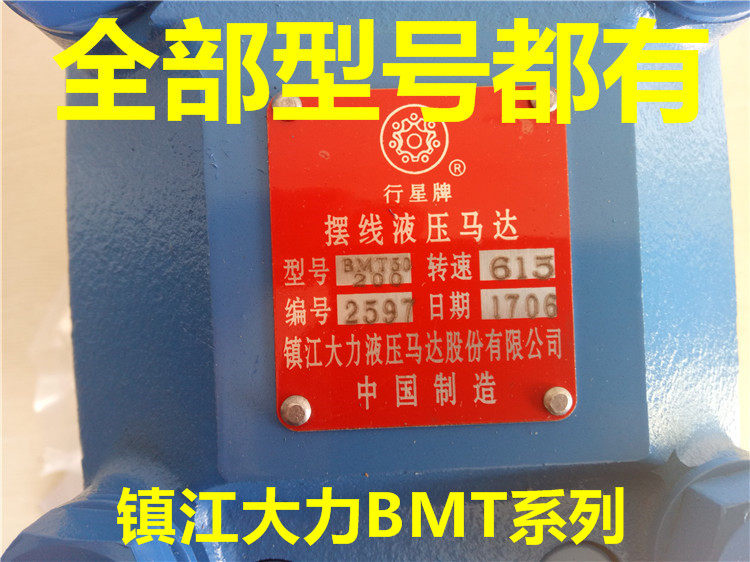 全部型号都有
®
行星牌
摆线液压马达
型号 BMT50 200 转速 615
编号 2597 日期 1706
镇江大力液压马达股份有限公司
中国制造
镇江大力BMT系列